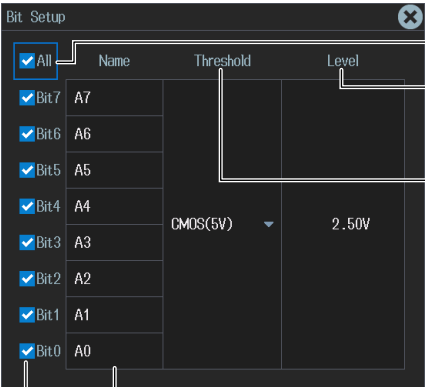 Bit Setup
All Name Threshold Level
Bit7 A7
Bit6 A6
Bit5 A5
Bit4 A4
CMOS(5V) 2.50V
Bit3 A3
Bit2 A2
Bit1 A1
Bit0 A0